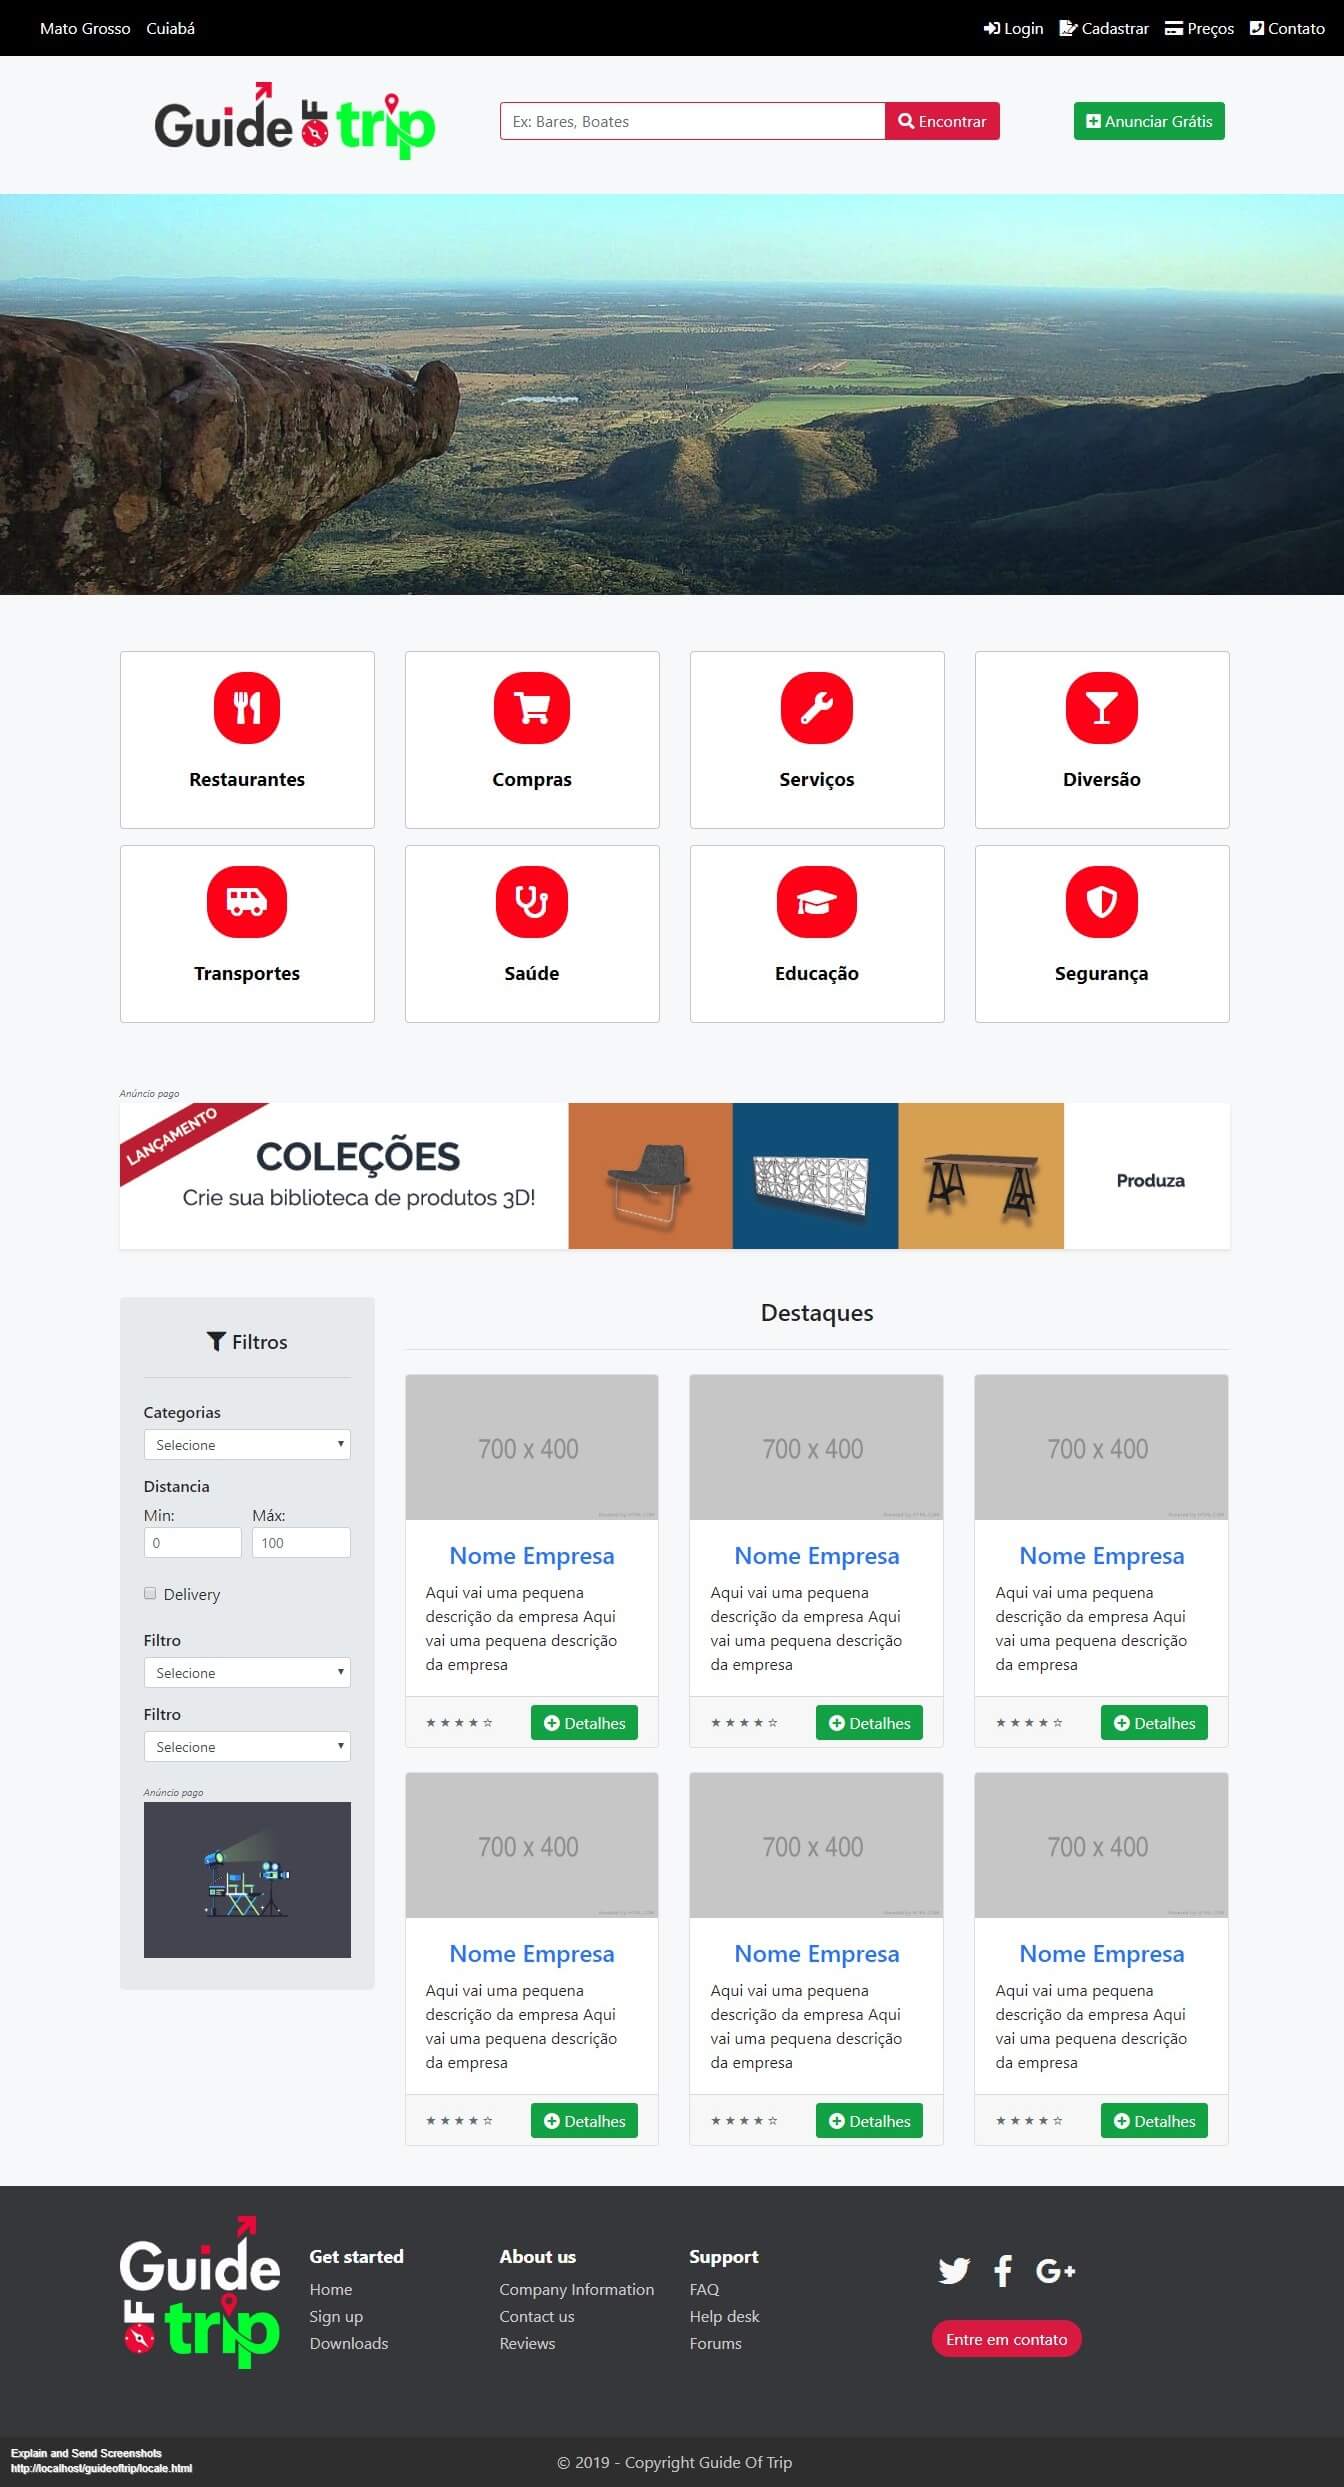 Mato Grosso Cuiabá Login Cadastrar Preços Contato
Guide OF trip
Ex: Bares, Boates Encontrar
Anunciar Grátis
Restaurantes Compras Serviços Diversão
Transportes Saúde Educação Segurança
Anúncio pago
LANÇAMENTO
COLEÇÕES
Crie sua biblioteca de produtos 3D!
Produza
Filtros
Categorias
Selecione
Distancia
Min: Máx:
0 100
Delivery
Filtro
Selecione
Filtro
Selecione
Anúncio pago
Destaques
700 x 400 700 x 400 700 x 400
Nome Empresa Nome Empresa Nome Empresa
Aqui vai uma pequena Aqui vai uma pequena Aqui vai uma pequena
descrição da empresa Aqui descrição da empresa Aqui descrição da empresa Aqui
vai uma pequena descrição vai uma pequena descrição vai uma pequena descrição
da empresa da empresa da empresa
★ ★ ★ ★ ☆ Detalhes ★ ★ ★ ★ ☆ Detalhes ★ ★ ★ ★ ☆ Detalhes
700 x 400 700 x 400 700 x 400
Nome Empresa Nome Empresa Nome Empresa
Aqui vai uma pequena Aqui vai uma pequena Aqui vai uma pequena
descrição da empresa Aqui descrição da empresa Aqui descrição da empresa Aqui
vai uma pequena descrição vai uma pequena descrição vai uma pequena descrição
da empresa da empresa da empresa
★ ★ ★ ★ ☆ Detalhes ★ ★ ★ ★ ☆ Detalhes ★ ★ ★ ★ ☆ Detalhes
Guide
OF trip
Get started
Home
Sign up
Downloads
About us
Company Information
Contact us
Reviews
Support
FAQ
Help desk
Forums
Entre em contato
Explain and Send Screenshots
http://localhost/guideoftrip/locale.html
© 2019 - Copyright Guide Of Trip